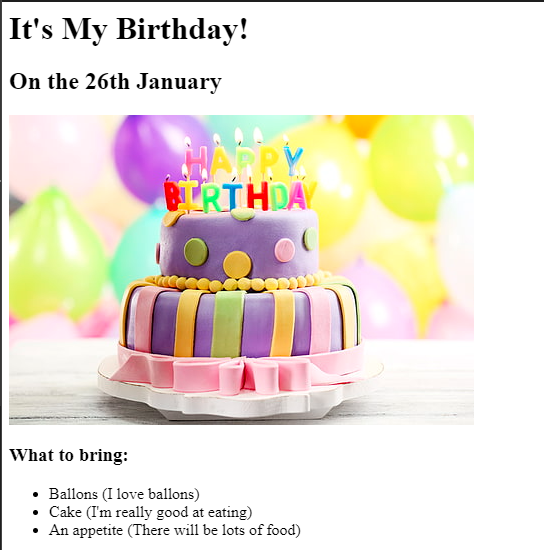 It's My Birthday!
On the 26th January
HAPPY
BIRTHDAY
What to bring:
Ballons (I love ballons)
Cake (I'm really good at eating)
An appetite (There will be lots of food)